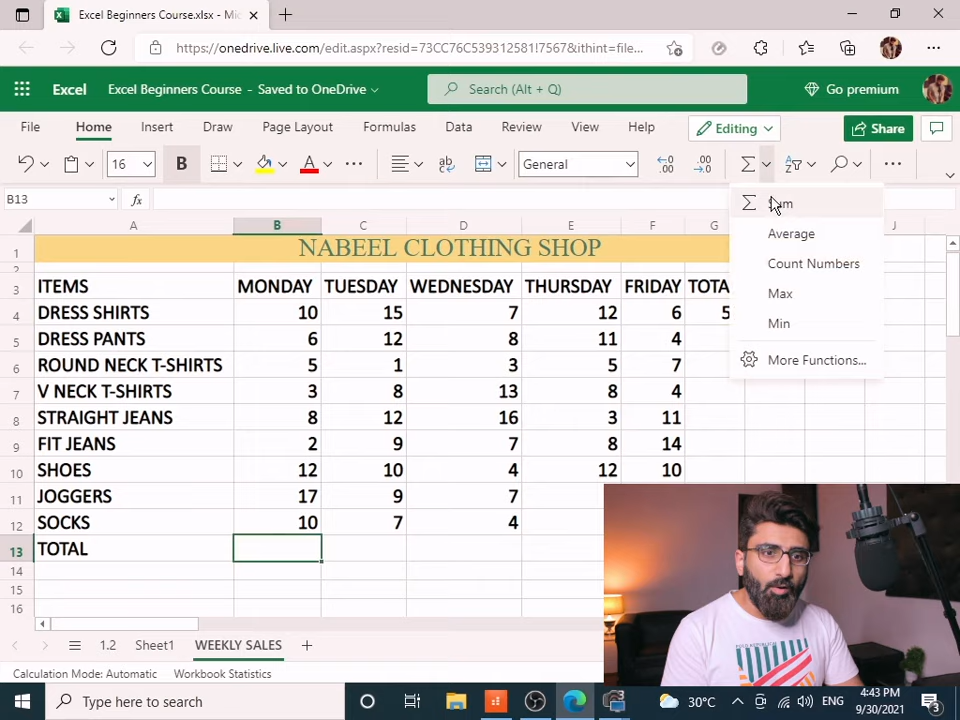 Excel Beginners Course.xlsx - Mic
https://onedrive.live.com/edit.aspx?resid=73CC76C539312581!7567&ithint=file...
Excel
Excel Beginners Course - Saved to OneDrive
Search (Alt + Q)
Go premium
File Home Insert Draw Page Layout Formulas Data Review View Help Editing Share
16 B A ab General
B13 fx
A B C D E F G J
1 NABEEL CLOTHING SHOP
2
3 ITEMS MONDAY TUESDAY WEDNESDAY THURSDAY FRIDAY TOTA
4 DRESS SHIRTS 10 15 7 12 6 5
5 DRESS PANTS 6 12 8 11 4
6 ROUND NECK T-SHIRTS 5 1 3 5 7
7 V NECK T-SHIRTS 3 8 13 8 4
8 STRAIGHT JEANS 8 12 16 3 11
9 FIT JEANS 2 9 7 8 14
10 SHOES 12 10 4 12 10
11 JOGGERS 17 9 7
12 SOCKS 10 7 4
13 TOTAL
14
15
16
Sum
Average
Count Numbers
Max
Min
More Functions...
1.2 Sheet1 WEEKLY SALES
Calculation Mode: Automatic Workbook Statistics
Type here to search
30°C
ENG
4:43 PM
9/30/2021
3